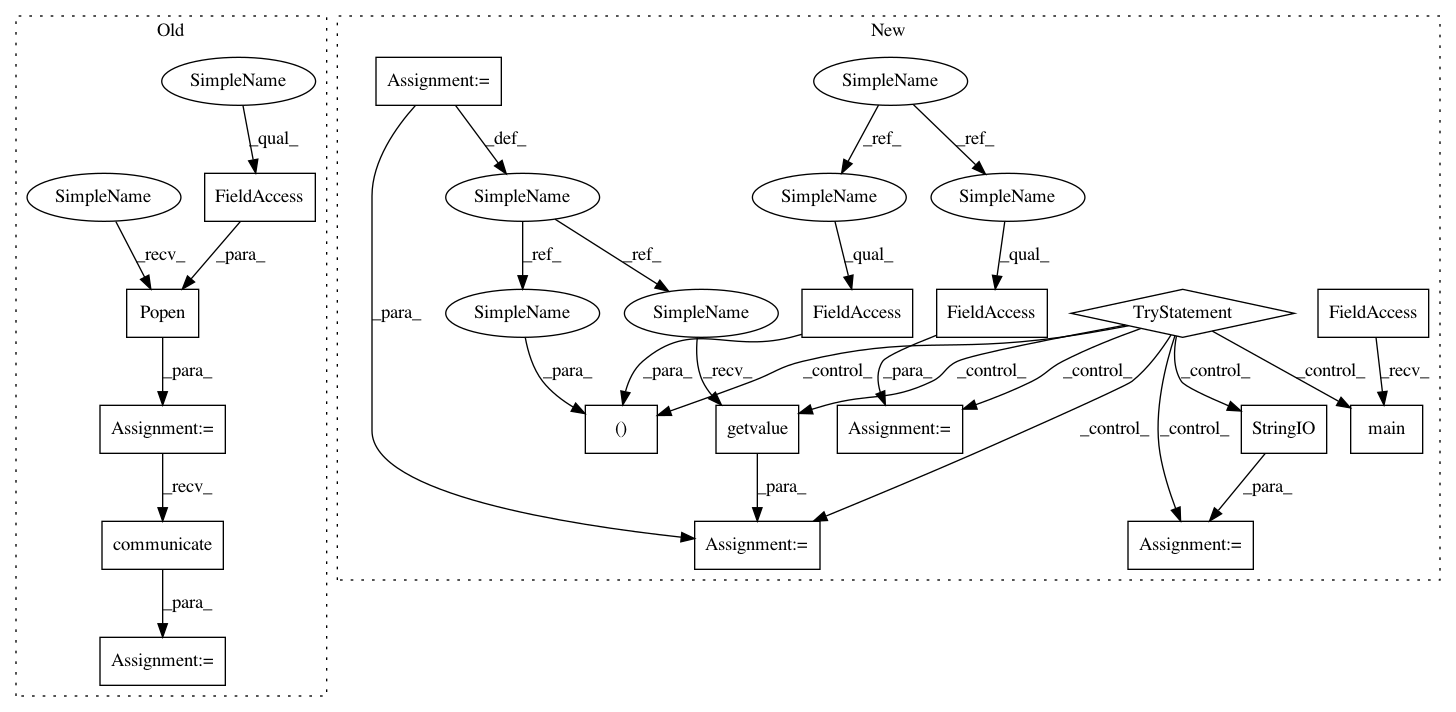 Old
New
SimpleName
Assignment:=
SimpleName
_qual_
_def_
_ref_
_ref_
SimpleName
FieldAccess
SimpleName
SimpleName
SimpleName
_recv_
_para_
_ref_
_ref_
_qual_
_qual_
Popen
_para_
SimpleName
SimpleName
FieldAccess
FieldAccess
TryStatement
FieldAccess
_para_
_para_
_recv_
_para_
_control_
_para_
_control_
_control_
_control_
_control_
_recv_
Assignment:=
()
getvalue
Assignment:=
_control_
_control_
StringIO
main
_recv_
_para_
_para_
communicate
Assignment:=
Assignment:=
_para_
Assignment:=